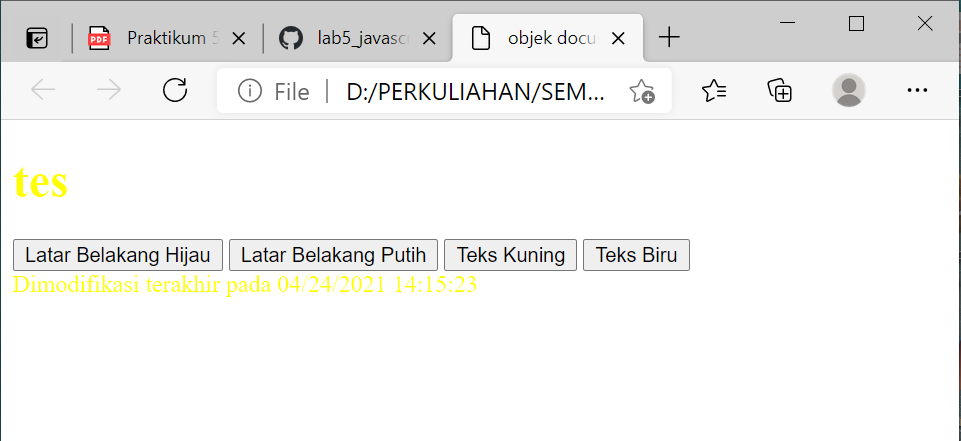 Praktikum 5
lab5_javasc
objek docu
File
D:/PERKULIAHAN/SEM...
tes
Latar Belakang Hijau
Latar Belakang Putih
Teks Kuning
Teks Biru
Dimodifikasi terakhir pada 04/24/2021 14:15:23